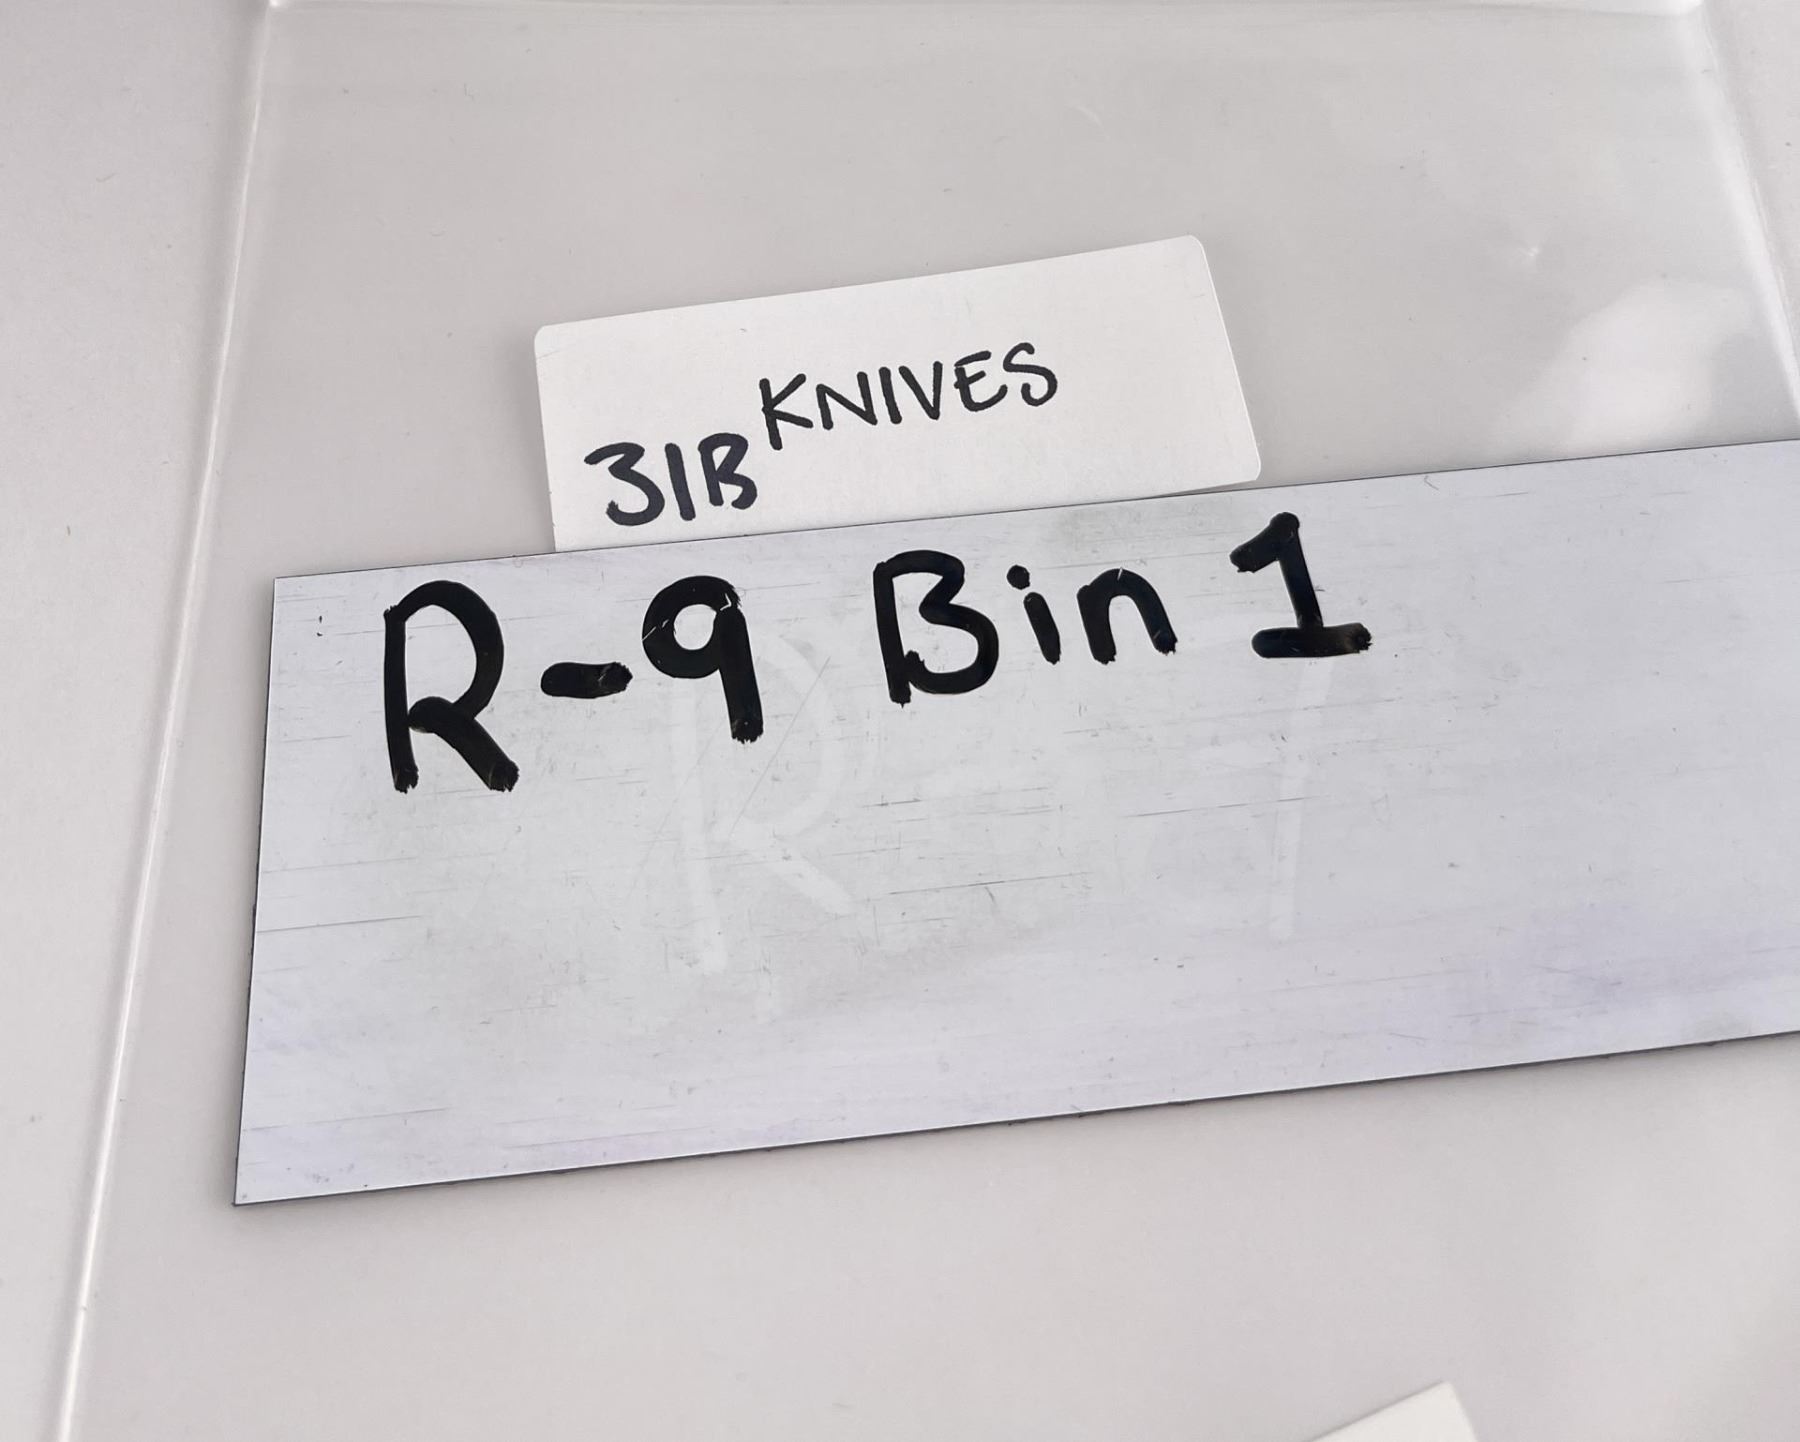 KNIVES
31B
R-9 Bin 1